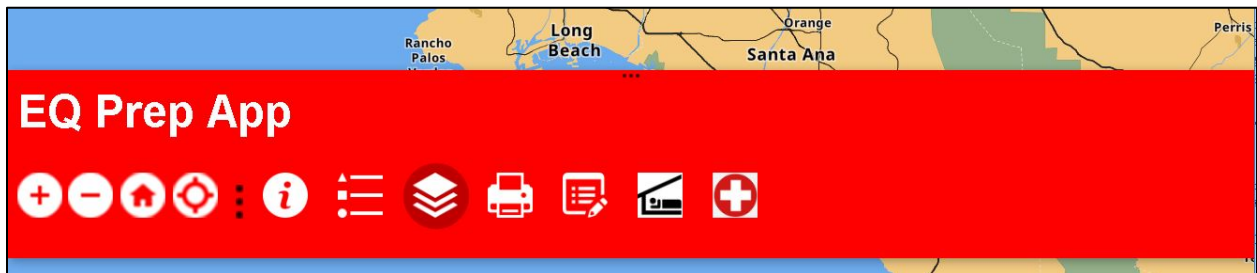 Rancho
Palos
Long
Beach
Orange
Santa Ana
Perris
EQ Prep App